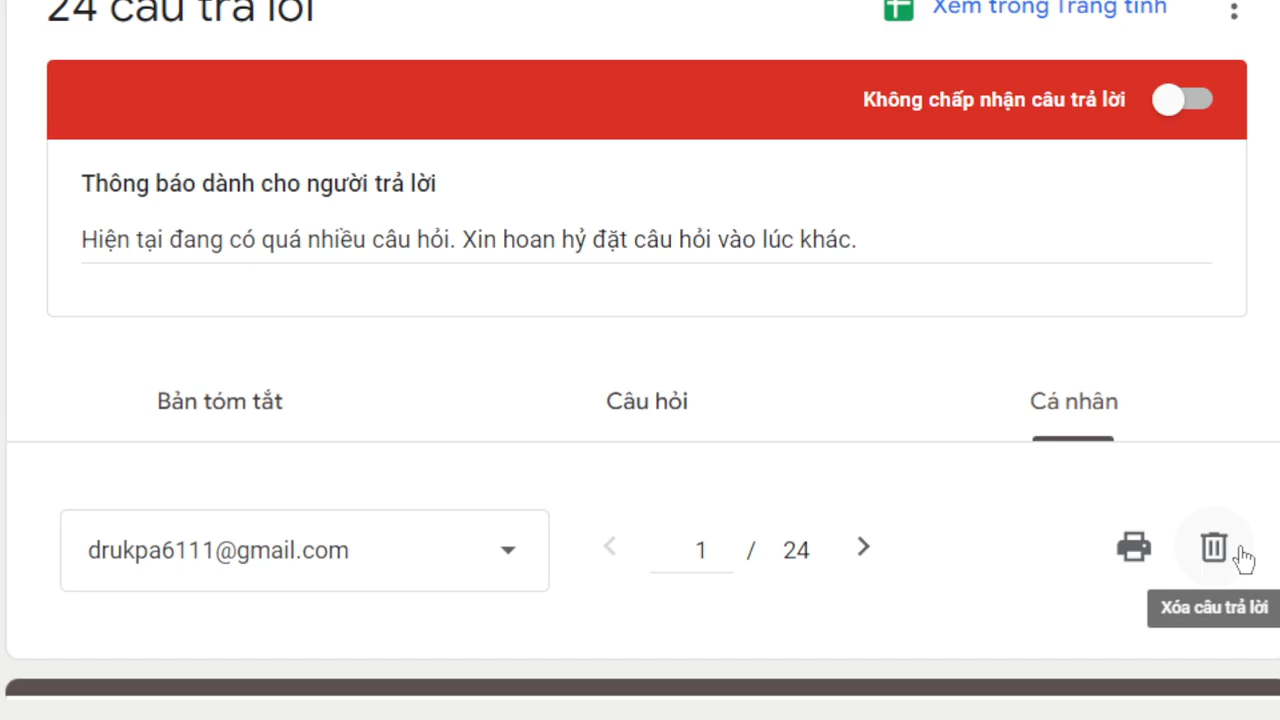 24 câu trả lời
Xem trong Trang tính
Không chấp nhận câu trả lời
Thông báo dành cho người trả lời
Hiện tại đang có quá nhiều câu hỏi. Xin hoan hỷ đặt câu hỏi vào lúc khác.
Bản tóm tắt
Câu hỏi
Cá nhân
drukpa6111@gmail.com
1 / 24
Xóa câu trả lời